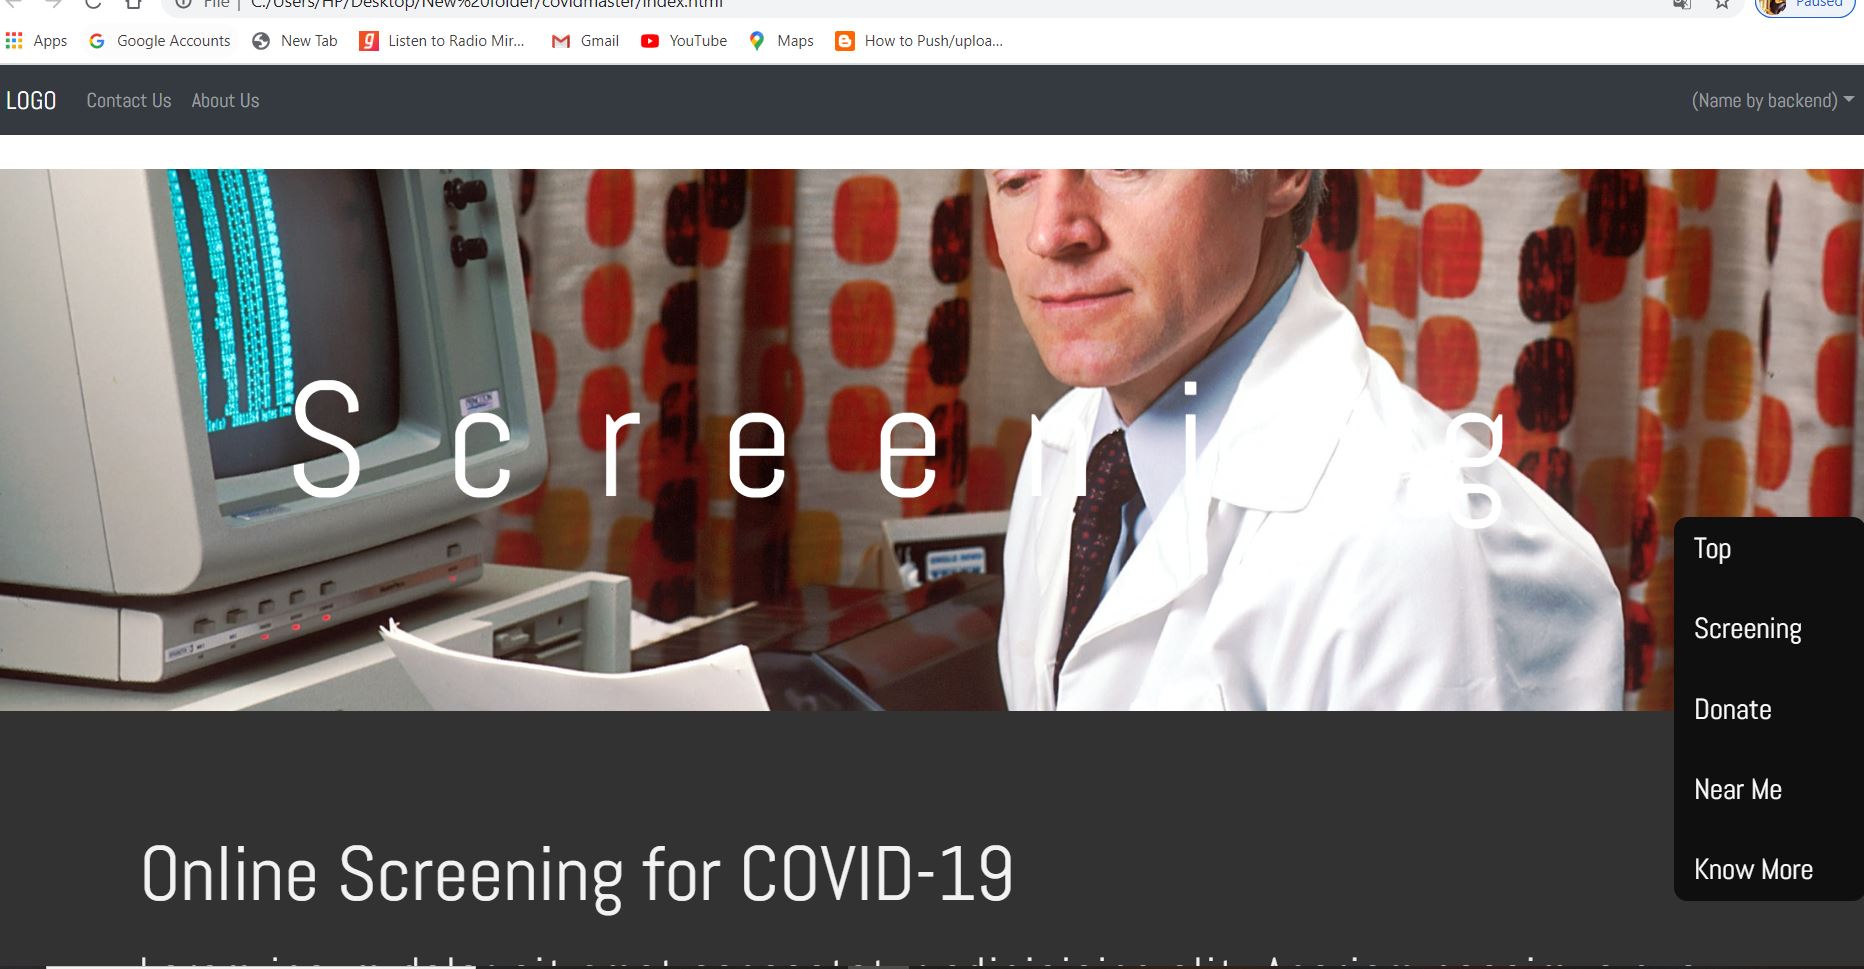 File | C:/Users/HP/Desktop/New%20folder/covidmaster/index.html
Paused
Apps Google Accounts New Tab Listen to Radio Mir... Gmail YouTube Maps How to Push/uploa...
LOGO Contact Us About Us (Name by backend)
Screening
Top
Screening
Donate
Near Me
Know More
Online Screening for COVID-19